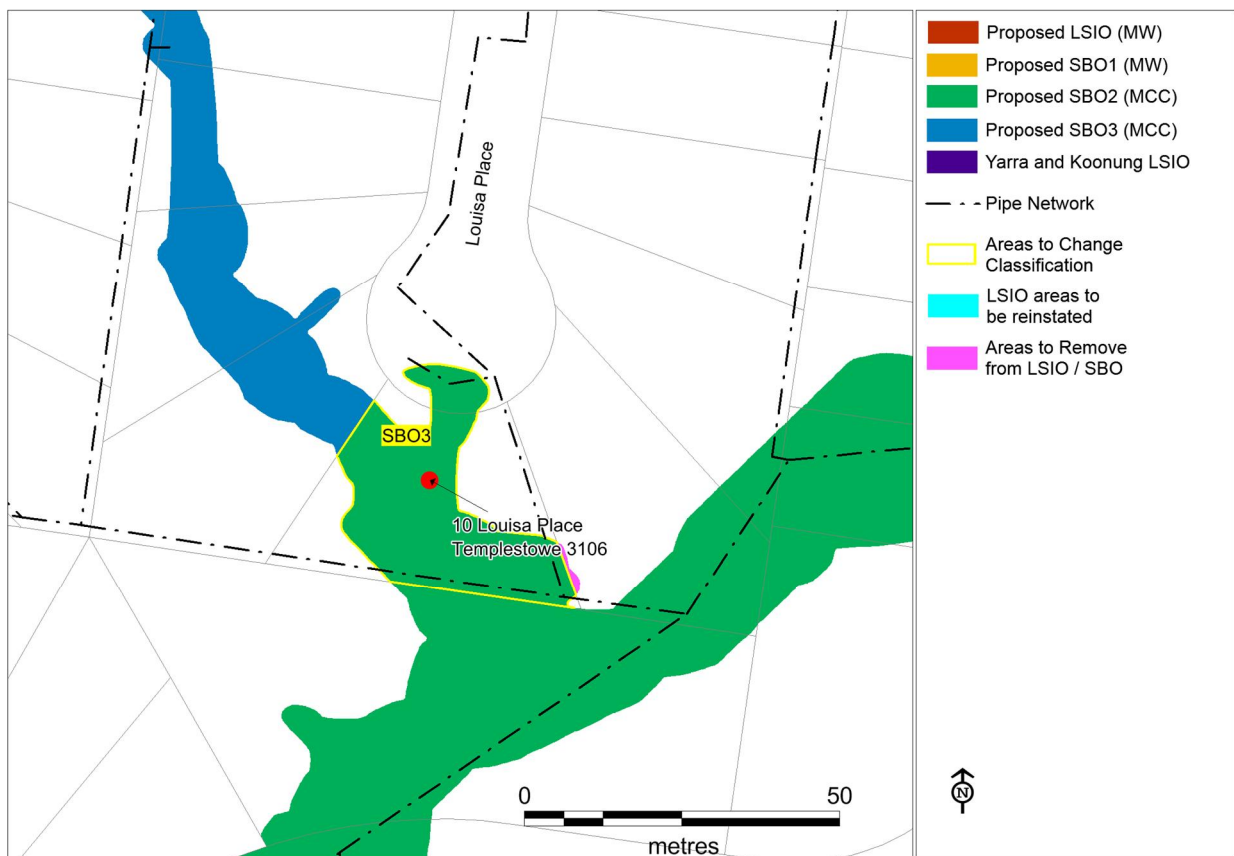 Louisa Place
SBO3
10 Louisa Place
Templestowe 3106
0 50
metres
Proposed LSIO (MW)
Proposed SBO1 (MW)
Proposed SBO2 (MCC)
Proposed SBO3 (MCC)
Yarra and Koonung LSIO
Pipe Network
Areas to Change
Classification
LSIO areas to
be reinstated
Areas to Remove
from LSIO / SBO
N